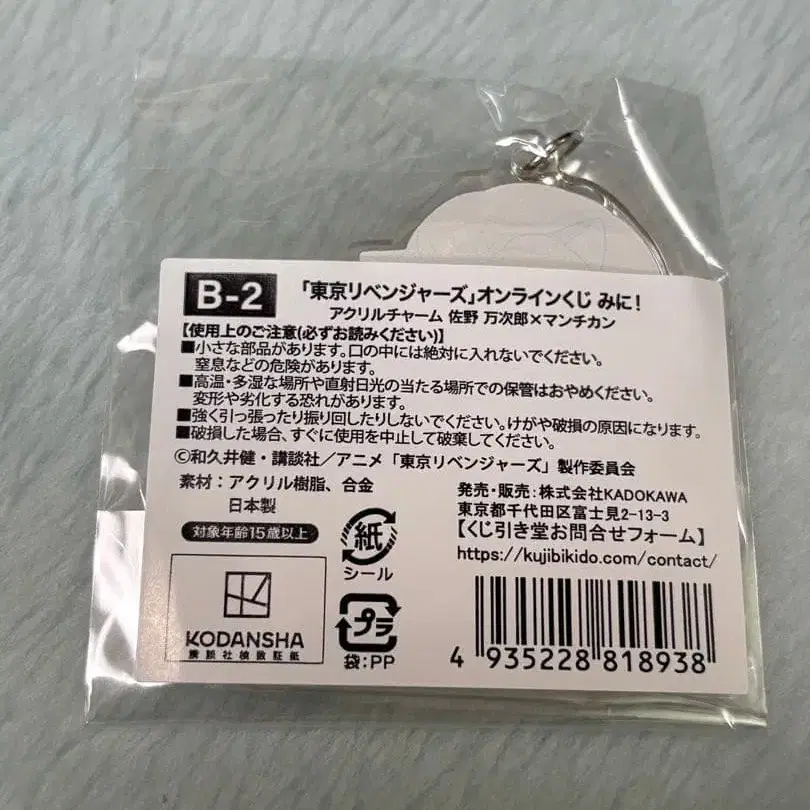 B-2
「東京リベンジャーズ」オンラインくじ みに!
アクリルチャーム 佐野 万次郎×マンチカン
【使用上のご注意(必ずお読みください)】
■小さな部品があります。口の中には絶対に入れないでください。
窒息などの危険があります。
■高温・多湿な場所や直射日光の当たる場所での保管はおやめください。
変形や劣化する恐れがあります。
■強く引っ張ったり振り回したりしないでください。けがや破損の原因になります。
■破損した場合、すぐに使用を中止して破棄してください。
©和久井健・講談社/アニメ「東京リベンジャーズ」製作委員会
素材:アクリル樹脂、合金
日本製
対象年齢15歳以上
発売・販売:株式会社KADOKAWA
東京都千代田区富士見2-13-3
【くじ引き堂お問合せフォーム】
https://kujibikido.com/contact/
紙
シール
プラ
袋:PP
KODANSHA
講談社検数証紙
4 935228 818938